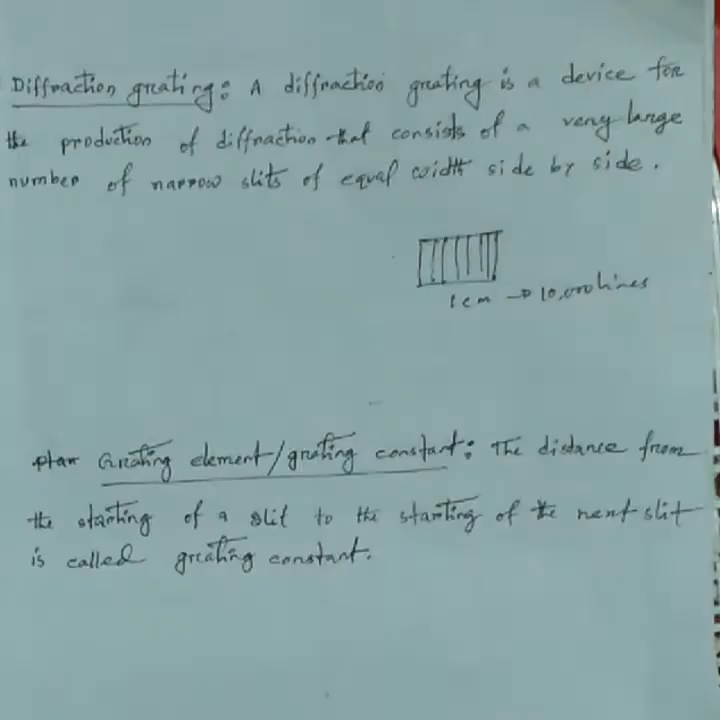 Diffraction grating: A diffraction grating is a device for
the production of diffraction that consists of a very large
number of narrow slits of equal width side by side.
1 cm → 10,000 lines
Grating element/grating constant: The distance from
the starting of a slit to the starting of the next slit
is called grating constant.